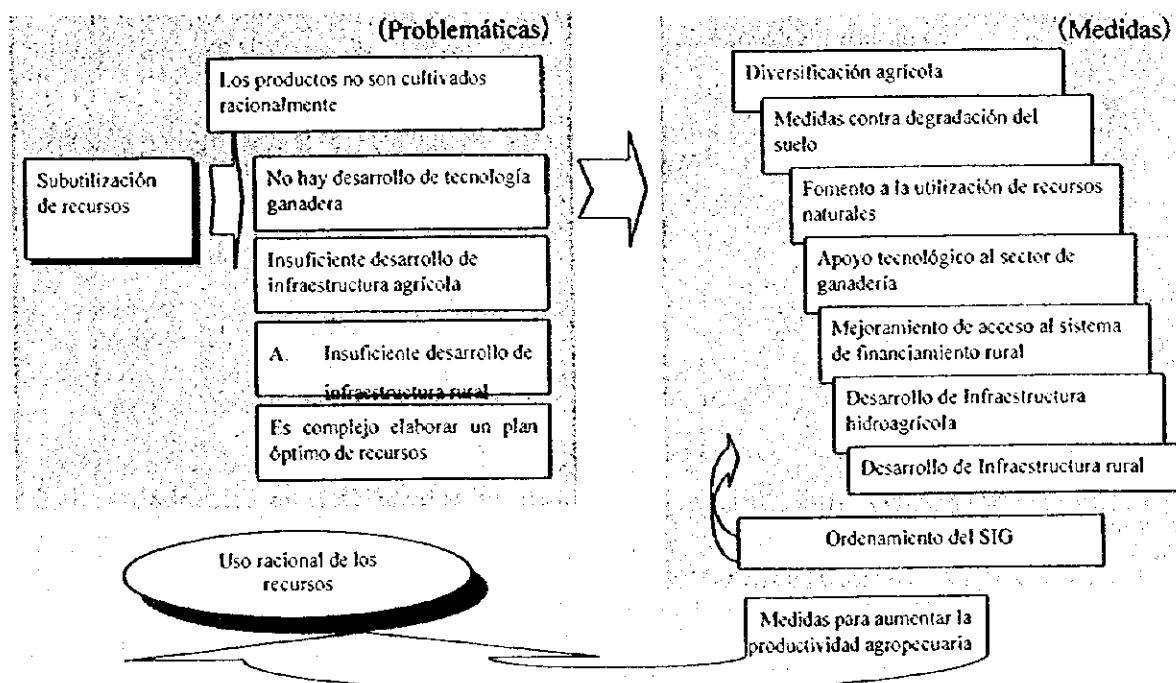 (Problemáticas)
Los productos no son cultivados
racionalmente
Subutilización
de recursos
No hay desarrollo de tecnología
ganadera
Insuficiente desarrollo de
infraestructura agrícola
A. Insuficiente desarrollo de
infraestructura rural
Es complejo elaborar un plan
óptimo de recursos
(Medidas)
Diversificación agrícola
Medidas contra degradación del
suelo
Fomento a la utilización de recursos
naturales
Apoyo tecnológico al sector de
ganadería
Mejoramiento de acceso al sistema
de financiamiento rural
Desarrollo de Infraestructura
hidroagrícola
Desarrollo de Infraestructura rural
Ordenamiento del SIG
Uso racional de los
recursos
Medidas para aumentar la
productividad agropecuaria